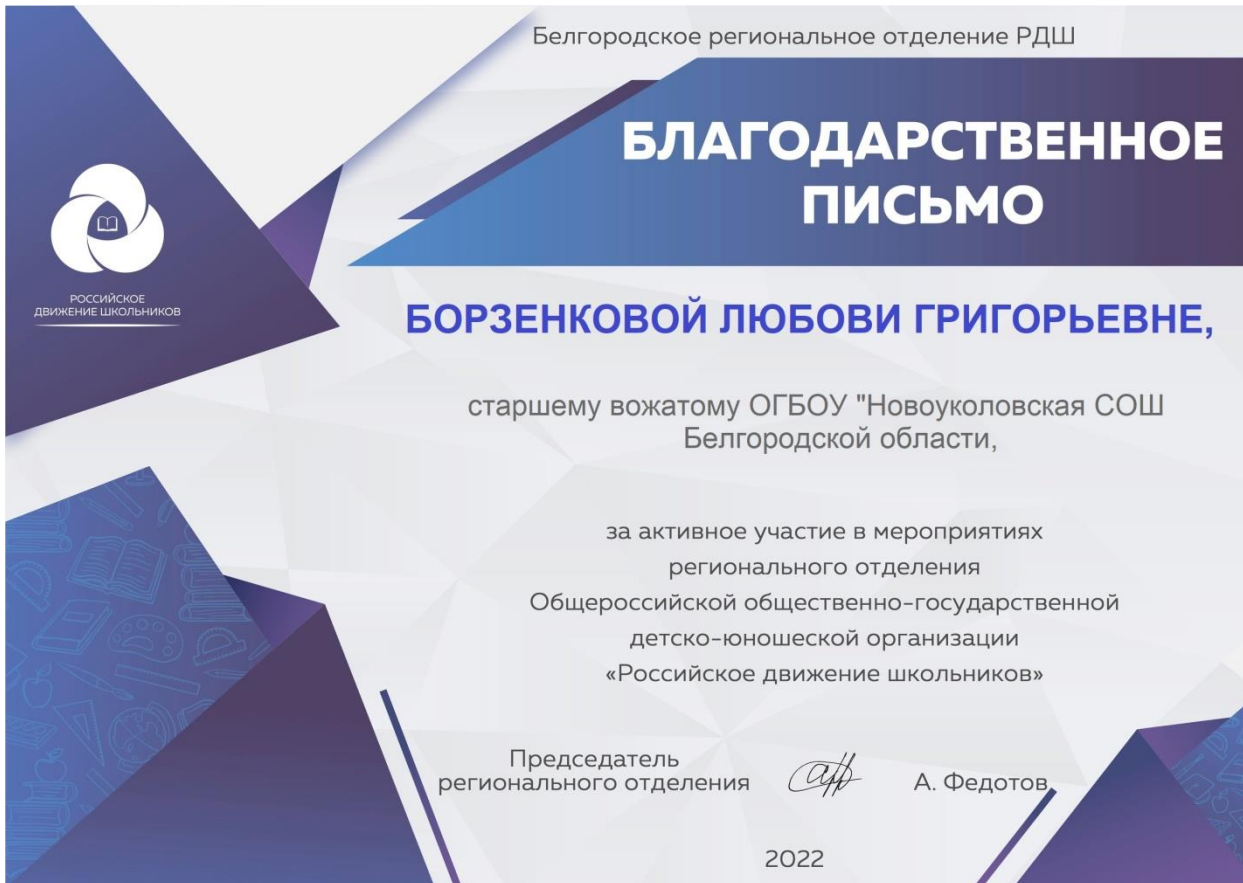 Белгородское региональное отделение РДШ
БЛАГОДАРСТВЕННОЕ
ПИСЬМО
РОССИЙСКОЕ
ДВИЖЕНИЕ ШКОЛЬНИКОВ
БОРЗЕНКОВОЙ ЛЮБОВИ ГРИГОРЬЕВНЕ,
старшему вожатому ОГБОУ "Новоуколовская СОШ
Белгородской области,
за активное участие в мероприятиях
регионального отделения
Общероссийской общественно-государственной
детско-юношеской организации
«Российское движение школьников»
Председатель
регионального отделения А. Федотов
2022